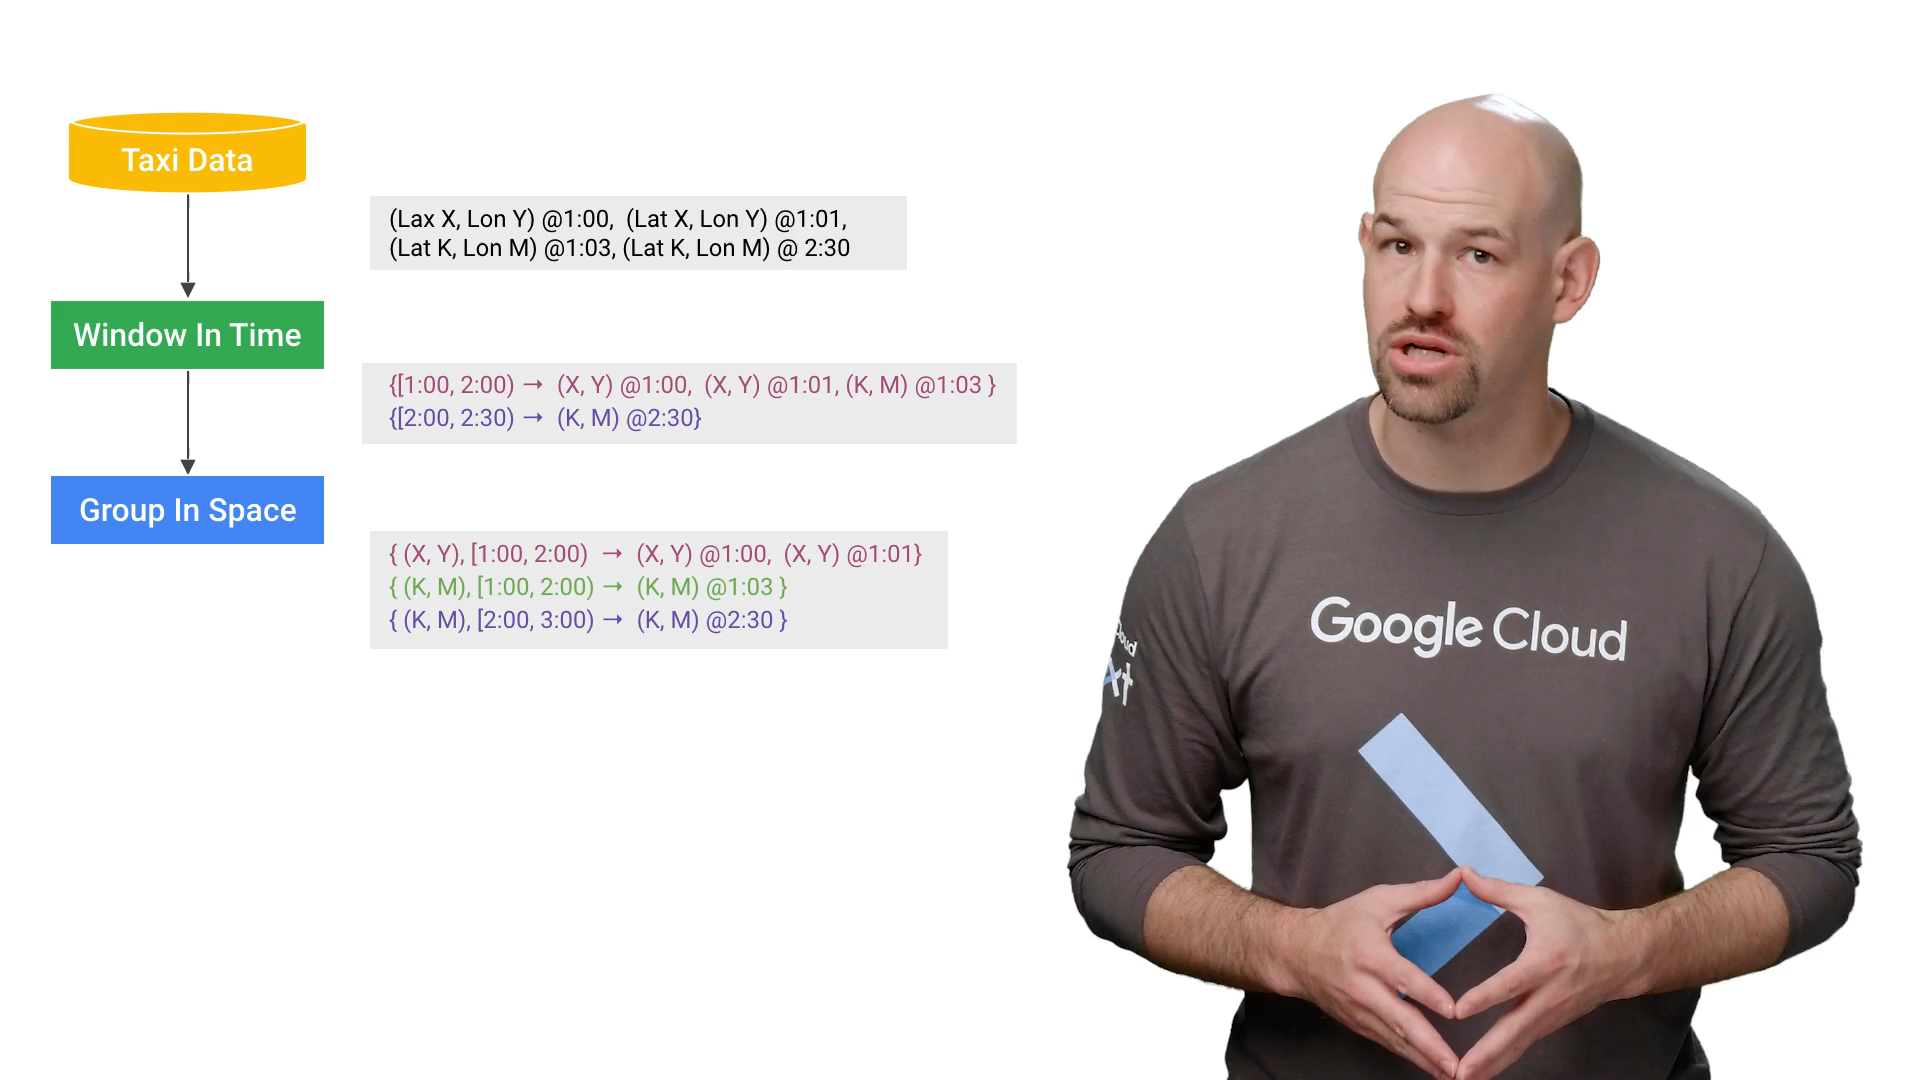 Taxi Data
(Lax X, Lon Y) @1:00, (Lat X, Lon Y) @1:01,
(Lat K, Lon M) @1:03, (Lat K, Lon M) @ 2:30
Window In Time
{[1:00, 2:00) → (X, Y) @1:00, (X, Y) @1:01, (K, M) @1:03 }
{[2:00, 2:30) → (K, M) @2:30}
Group In Space
{ (X, Y), [1:00, 2:00) → (X, Y) @1:00, (X, Y) @1:01}
{ (K, M), [1:00, 2:00) → (K, M) @1:03 }
{ (K, M), [2:00, 3:00) → (K, M) @2:30 }
Google Cloud